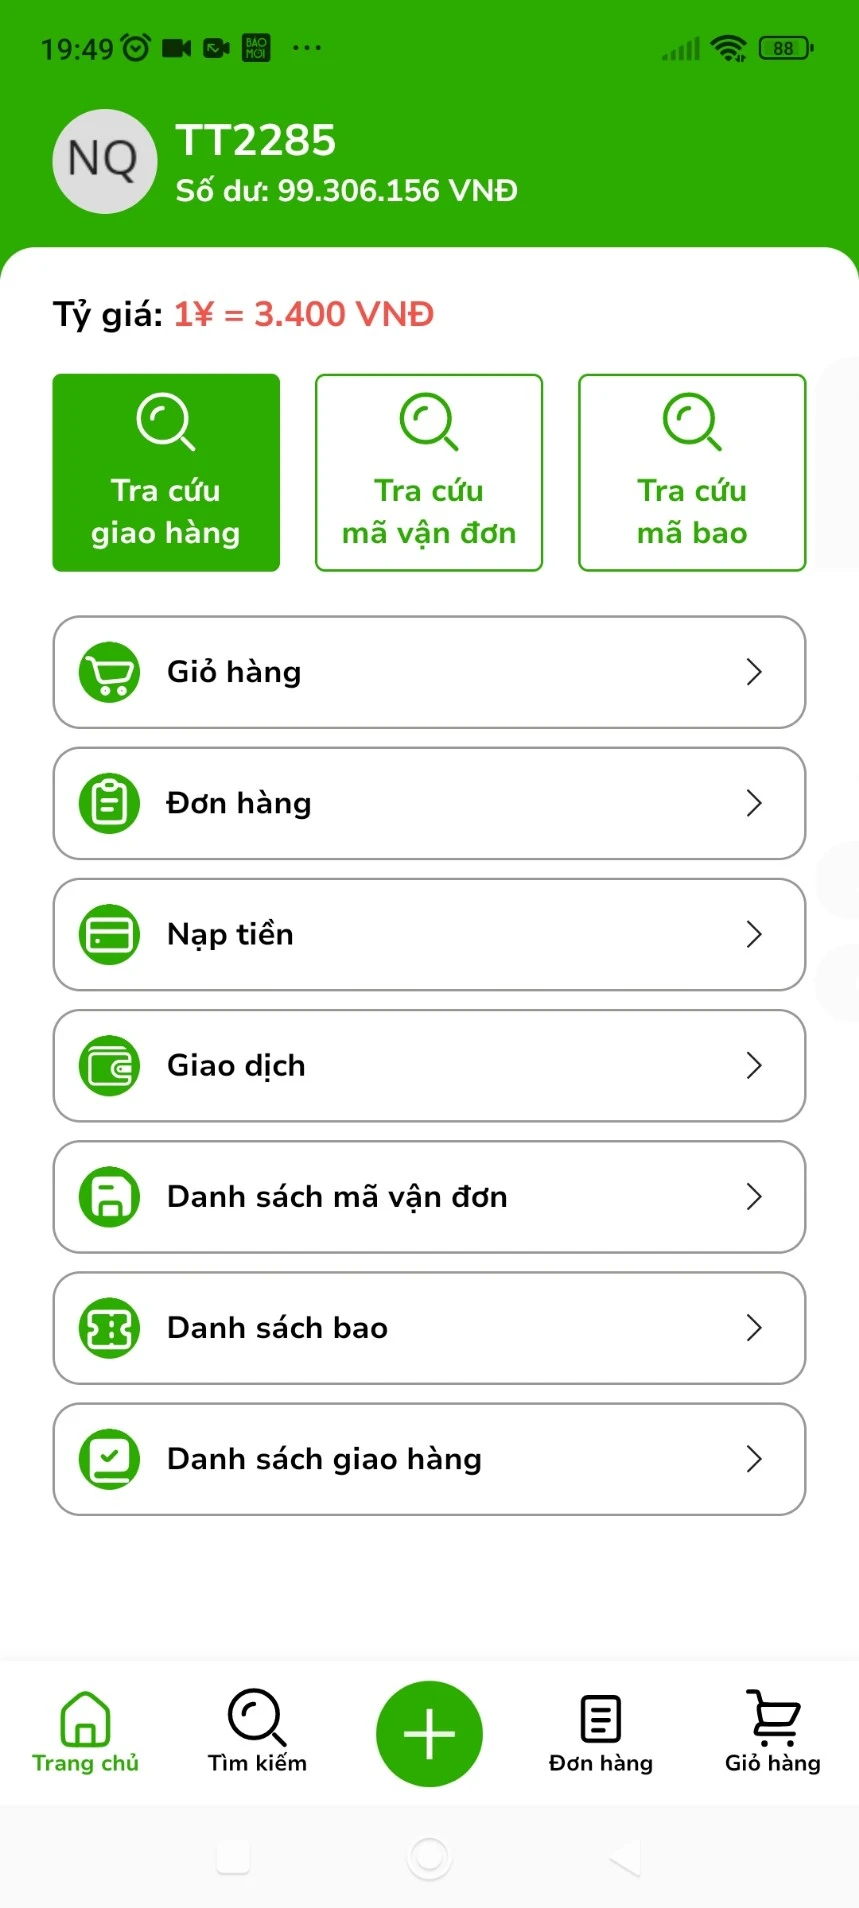 19:49
BÁO
MỚI
88
NQ
TT2285
Số dư: 99.306.156 VNĐ
Tỷ giá: 1¥ = 3.400 VNĐ
Tra cứu
giao hàng
Tra cứu
mã vận đơn
Tra cứu
mã bao
Giỏ hàng
Đơn hàng
Nạp tiền
Giao dịch
Danh sách mã vận đơn
Danh sách bao
Danh sách giao hàng
Trang chủ
Tìm kiếm
Đơn hàng
Giỏ hàng